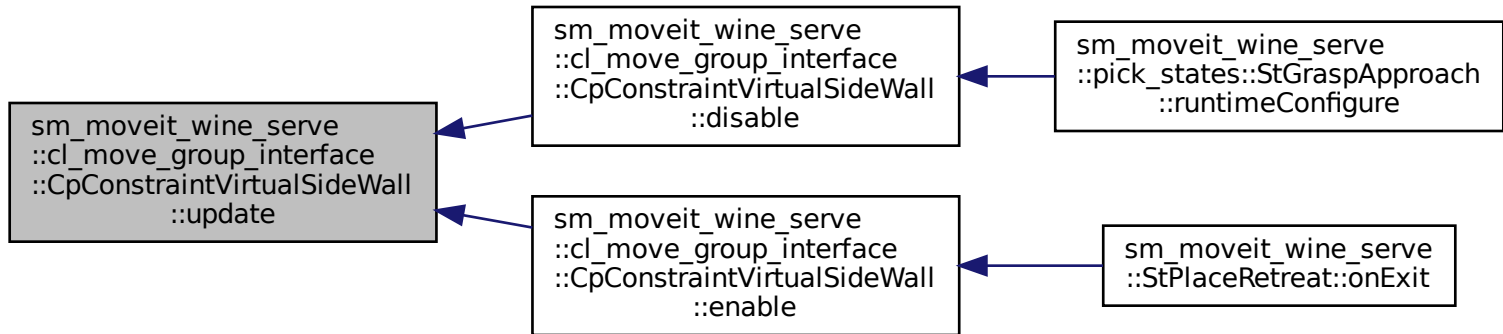 sm_moveit_wine_serve
::cl_move_group_interface
::CpConstraintVirtualSideWall
::update
sm_moveit_wine_serve
::cl_move_group_interface
::CpConstraintVirtualSideWall
::disable
sm_moveit_wine_serve
::pick_states::StGraspApproach
::runtimeConfigure
sm_moveit_wine_serve
::cl_move_group_interface
::CpConstraintVirtualSideWall
::enable
sm_moveit_wine_serve
::StPlaceRetreat::onExit